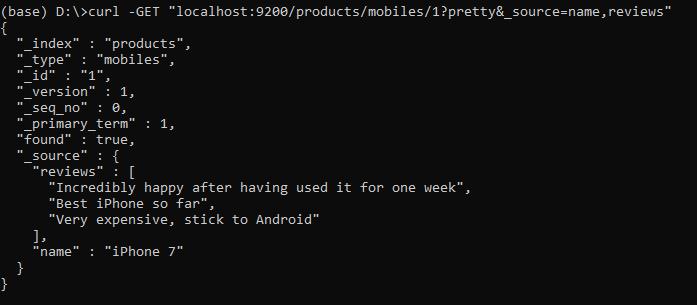 (base) D:\>curl -GET "localhost:9200/products/mobiles/1?pretty&_source=name,reviews"
{
  "_index" : "products",
  "_type" : "mobiles",
  "_id" : "1",
  "_version" : 1,
  "_seq_no" : 0,
  "_primary_term" : 1,
  "found" : true,
  "_source" : {
    "reviews" : [
      "Incredibly happy after having used it for one week",
      "Best iPhone so far",
      "Very expensive, stick to Android"
    ],
    "name" : "iPhone 7"
  }
}